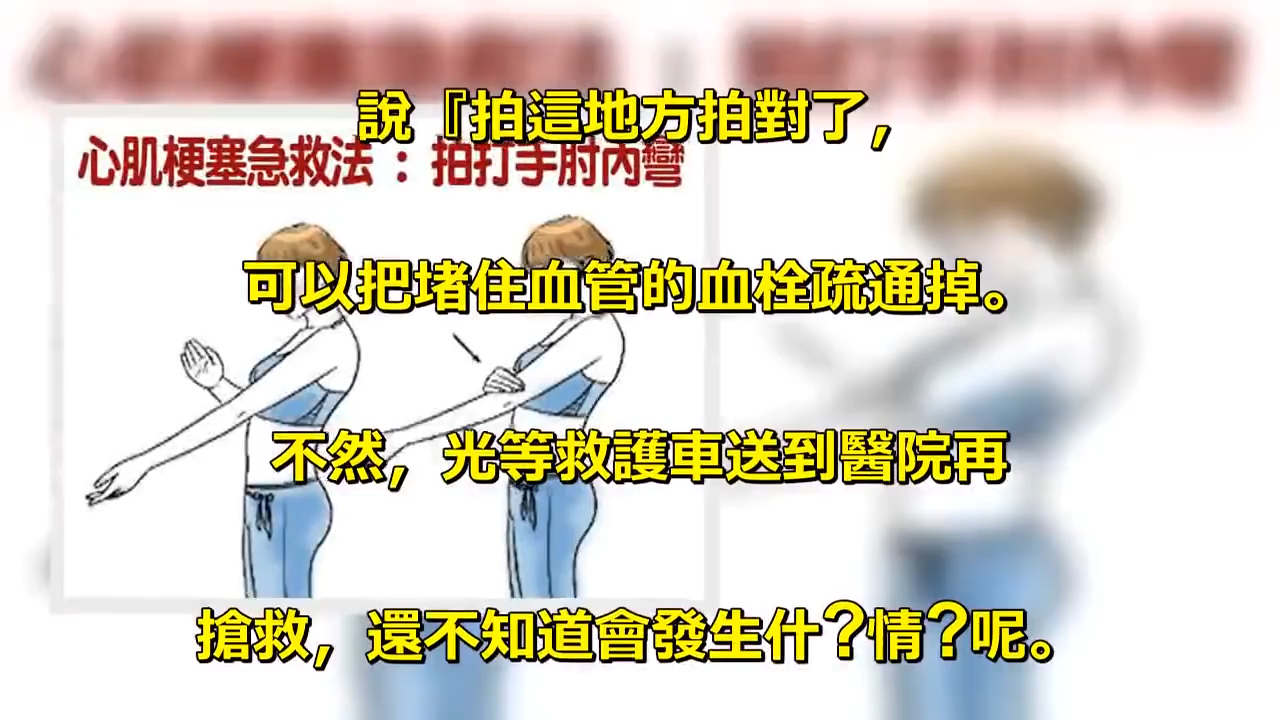 說『拍這地方拍對了，
心肌梗塞急救法：拍打手肘內彎
可以把堵住血管的血栓疏通掉。
不然，光等救護車送到醫院再
搶救，還不知道會發生什?情?呢。